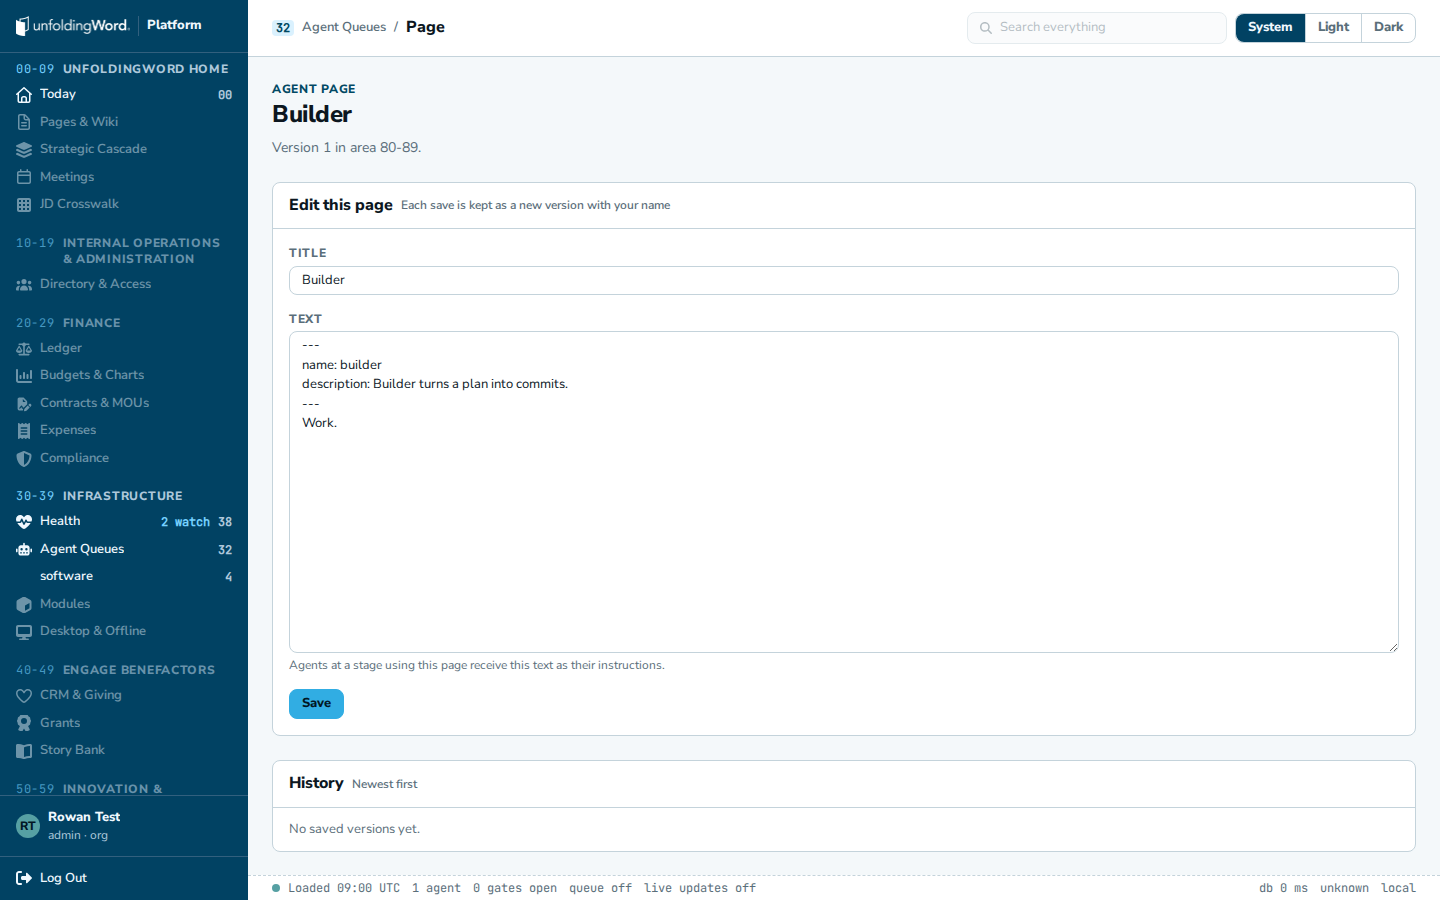 unfoldingWord Platform
00-09 UNFOLDINGWORD HOME
Today 00
Pages & Wiki
Strategic Cascade
Meetings
JD Crosswalk
10-19 INTERNAL OPERATIONS
& ADMINISTRATION
Directory & Access
20-29 FINANCE
Ledger
Budgets & Charts
Contracts & MOUs
Expenses
Compliance
30-39 INFRASTRUCTURE
Health 2 watch 38
Agent Queues 32
software 4
Modules
Desktop & Offline
40-49 ENGAGE BENEFACTORS
CRM & Giving
Grants
Story Bank
50-59 INNOVATION &
RT Rowan Test
admin · org
Log Out
32 Agent Queues / Page
Search everything
System Light Dark
AGENT PAGE
Builder
Version 1 in area 80-89.
Edit this page Each save is kept as a new version with your name
TITLE
Builder
TEXT
---
name: builder
description: Builder turns a plan into commits.
---
Work.
Agents at a stage using this page receive this text as their instructions.
Save
History Newest first
No saved versions yet.
Loaded 09:00 UTC 1 agent 0 gates open queue off live updates off
db 0 ms unknown local